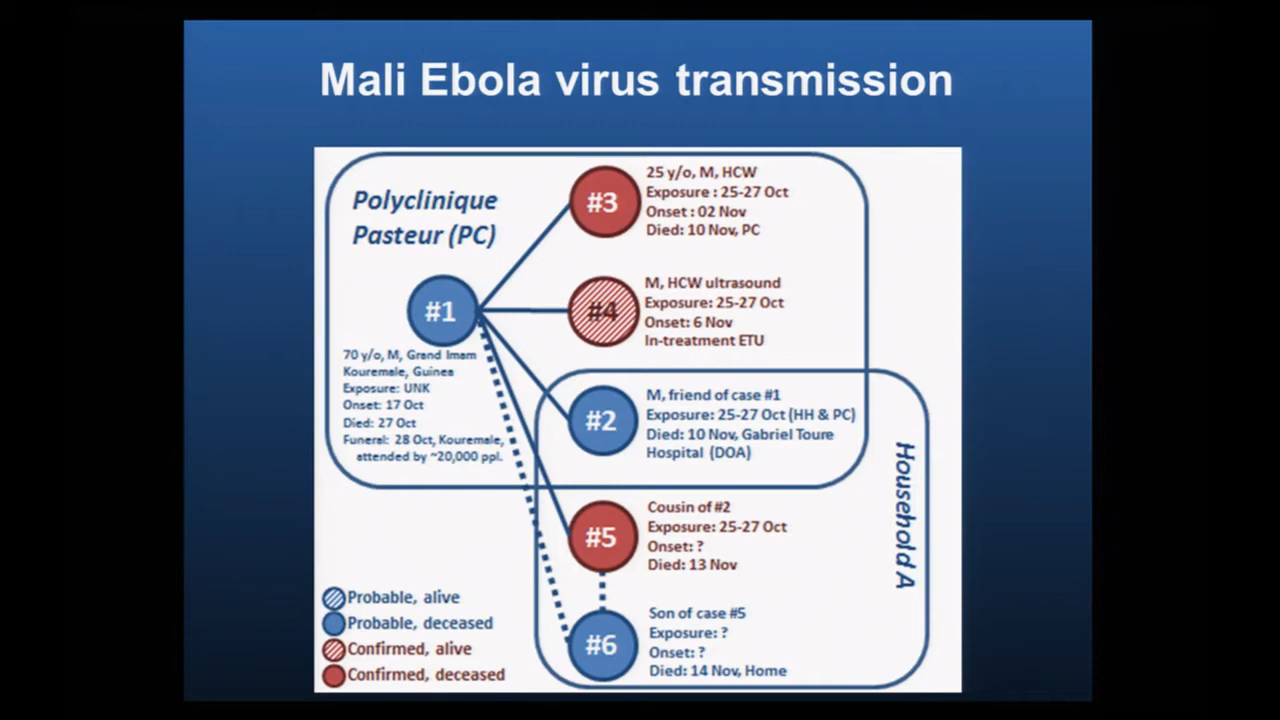 Mali Ebola virus transmission
Polyclinique
Pasteur (PC)
#1
70 y/o, M, Grand Imam
Kouremale, Guinea
Exposure: UNK
Onset: 17 Oct
Died: 27 Oct
Funeral: 28 Oct, Kouremale,
attended by ~20,000 ppl.
#3
25 y/o, M, HCW
Exposure : 25-27 Oct
Onset : 02 Nov
Died: 10 Nov, PC
#4
M, HCW ultrasound
Exposure: 25-27 Oct
Onset: 6 Nov
In-treatment ETU
#2
M, friend of case #1
Exposure: 25-27 Oct (HH & PC)
Died: 10 Nov, Gabriel Toure
Hospital (DOA)
#5
Cousin of #2
Exposure: 25-27 Oct
Onset: ?
Died: 13 Nov
#6
Son of case #5
Exposure: ?
Onset: ?
Died: 14 Nov, Home
Household A
Probable, alive
Probable, deceased
Confirmed, alive
Confirmed, deceased